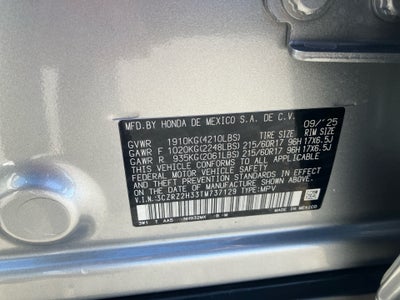 MFD.BY HONDA DE MEXICO S.A. DE C.V. 09/'25
TIRE SIZE RIM SIZE
GVWR 1910KG(4210LBS)
GAWR F 1020KG(2248LBS) 215/60R17 96H 17X6.5J
GAWR R 935KG(2061LBS) 215/60R17 96H 17X6.5J
THIS VEHICLE CONFORMS TO ALL APPLICABLE
FEDERAL MOTOR VEHICLE SAFETY AND
THEFT PREVENTION STANDARDS IN EFFECT ON
THE DATE OF MANUFACTURE SHOWN ABOVE.
V.I.N.:3CZRZ2H33TM737129 TYPE:MPV
MADE IN
MEXICO